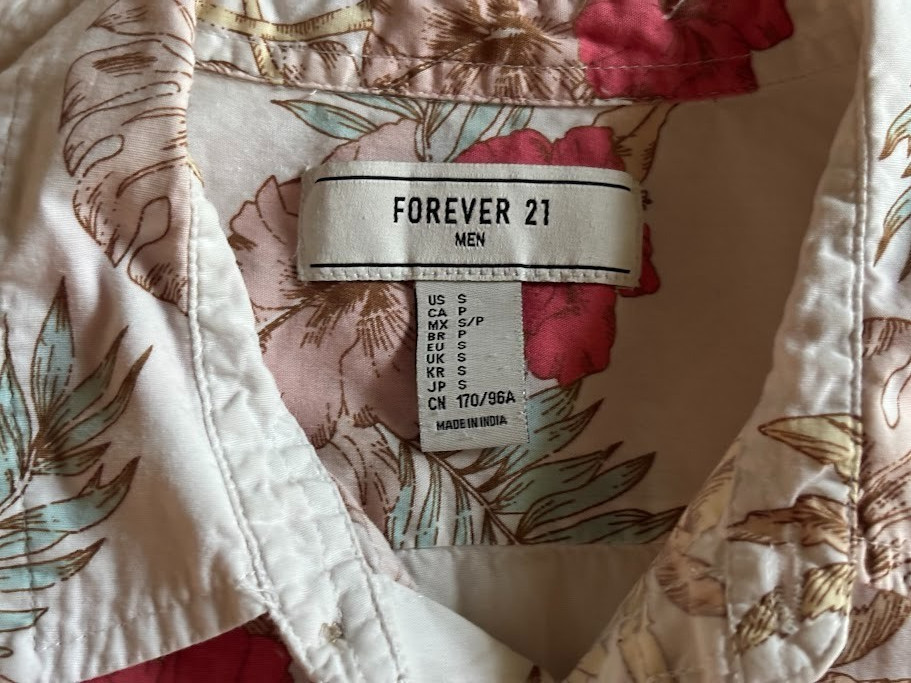 FOREVER 21
MEN
US S
CA P
MX S/P
BR P
EU S
UK S
KR S
JP S
CN 170/96A
MADE IN INDIA